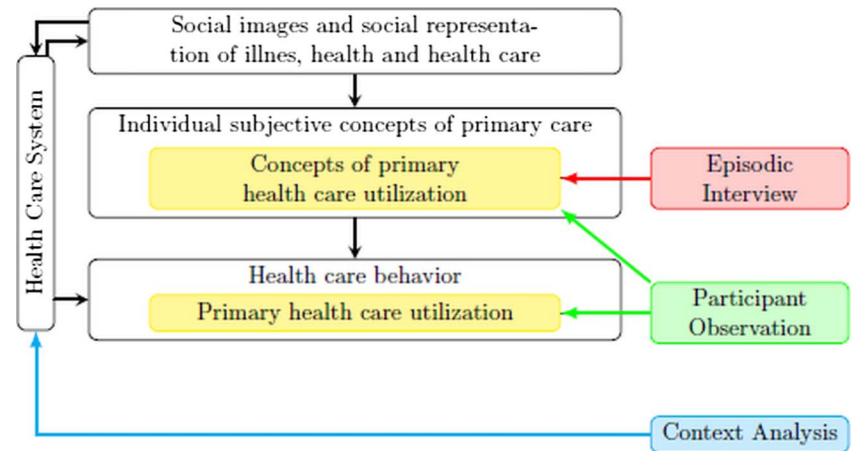 Social images and social representa-
tion of illnes, health and health care
Health Care System
Individual subjective concepts of primary care
Concepts of primary
health care utilization
Episodic
Interview
Health care behavior
Primary health care utilization
Participant
Observation
Context Analysis